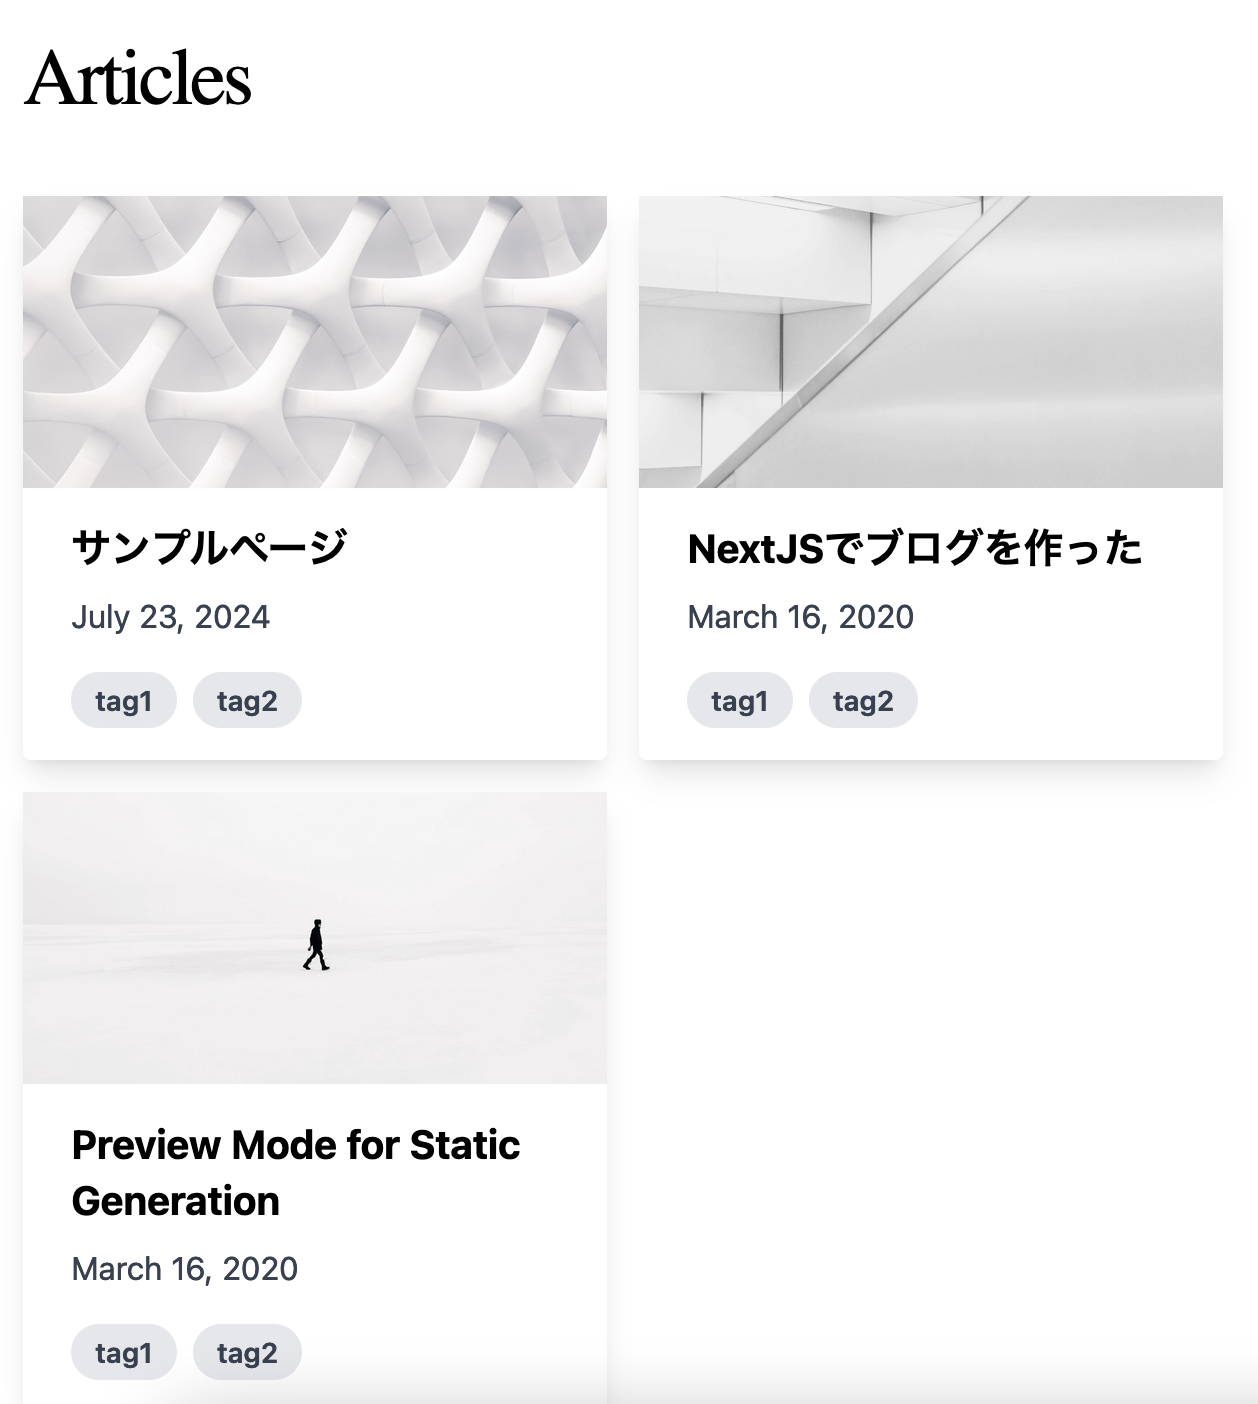 Articles
サンプルページ
July 23, 2024
tag1 tag2
NextJSでブログを作った
March 16, 2020
tag1 tag2
Preview Mode for Static
Generation
March 16, 2020
tag1 tag2